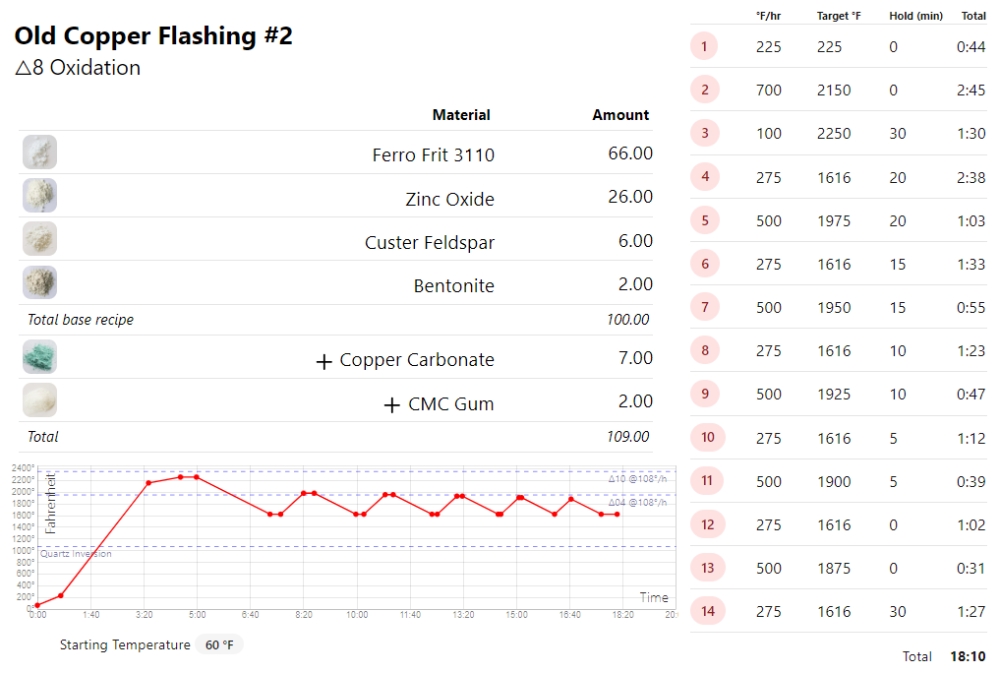 Old Copper Flashing #2
△8 Oxidation
Material Amount
Ferro Frit 3110 66.00
Zinc Oxide 26.00
Custer Feldspar 6.00
Bentonite 2.00
Total base recipe 100.00
+ Copper Carbonate 7.00
+ CMC Gum 2.00
Total 109.00
2400°
2200°
2000°
1800°
1600°
1400°
1200°
1000°
800°
600°
400°
200°
0°
Fahrenheit
Δ10 @108°/h
Δ04 @108°/h
Quartz Inversion
Time
0:00 1:40 3:20 5:00 6:40 8:20 10:00 11:40 13:20 15:00 16:40 18:20 20:
Starting Temperature 60 °F
°F/hr Target °F Hold (min) Total
1 225 225 0 0:44
2 700 2150 0 2:45
3 100 2250 30 1:30
4 275 1616 20 2:38
5 500 1975 20 1:03
6 275 1616 15 1:33
7 500 1950 15 0:55
8 275 1616 10 1:23
9 500 1925 10 0:47
10 275 1616 5 1:12
11 500 1900 5 0:39
12 275 1616 0 1:02
13 500 1875 0 0:31
14 275 1616 30 1:27
Total 18:10